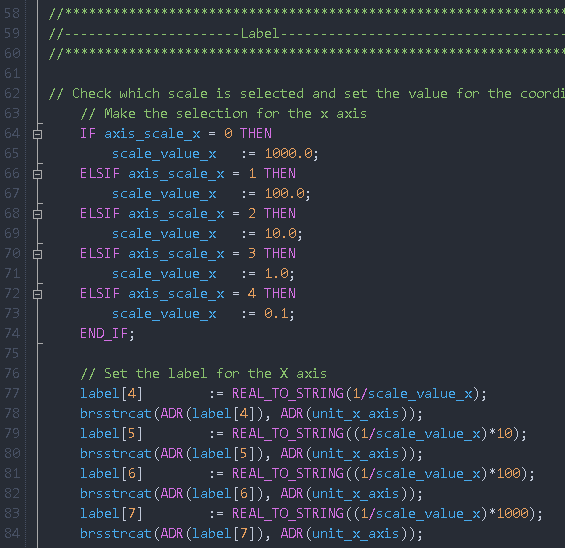 58 //****************************************************************
59 //----------------------Label------------------------------------
60 //****************************************************************
61
62 // Check which scale is selected and set the value for the coordi
63 // Make the selection for the x axis
64 IF axis_scale_x = 0 THEN
65 scale_value_x := 1000.0;
66 ELSIF axis_scale_x = 1 THEN
67 scale_value_x := 100.0;
68 ELSIF axis_scale_x = 2 THEN
69 scale_value_x := 10.0;
70 ELSIF axis_scale_x = 3 THEN
71 scale_value_x := 1.0;
72 ELSIF axis_scale_x = 4 THEN
73 scale_value_x := 0.1;
74 END_IF;
75
76 // Set the label for the X axis
77 label[4] := REAL_TO_STRING(1/scale_value_x);
78 brsstrcat(ADR(label[4]), ADR(unit_x_axis));
79 label[5] := REAL_TO_STRING((1/scale_value_x)*10);
80 brsstrcat(ADR(label[5]), ADR(unit_x_axis));
81 label[6] := REAL_TO_STRING((1/scale_value_x)*100);
82 brsstrcat(ADR(label[6]), ADR(unit_x_axis));
83 label[7] := REAL_TO_STRING((1/scale_value_x)*1000);
84 brsstrcat(ADR(label[7]), ADR(unit_x_axis));